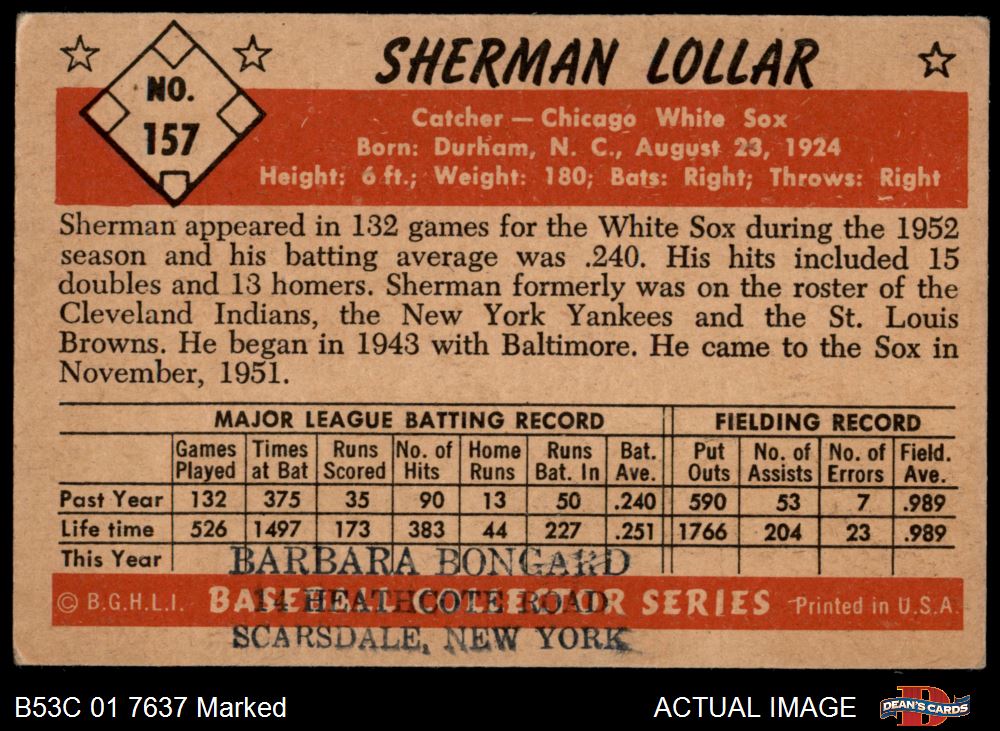 NO.
157
SHERMAN LOLLAR
Catcher — Chicago White Sox
Born: Durham, N. C., August 23, 1924
Height: 6 ft.; Weight: 180; Bats: Right; Throws: Right
Sherman appeared in 132 games for the White Sox during the 1952
season and his batting average was .240. His hits included 15
doubles and 13 homers. Sherman formerly was on the roster of the
Cleveland Indians, the New York Yankees and the St. Louis
Browns. He began in 1943 with Baltimore. He came to the Sox in
November, 1951.
MAJOR LEAGUE BATTING RECORD FIELDING RECORD
Games Times Runs No. of Home Runs Bat. Put No. of No. of Field.
Played at Bat Scored Hits Runs Bat. In Ave. Outs Assists Errors Ave.
Past Year 132 375 35 90 13 50 .240 590 53 7 .989
Life time 526 1497 173 383 44 227 .251 1766 204 23 .989
This Year
BARBARA BONGARD
© B.G.H.L.I. BASEBALL COLLECTOR SERIES Printed in U.S.A.
14 HEATHCOTE ROAD
SCARSDALE, NEW YORK
B53C 01 7637 Marked ACTUAL IMAGE DEAN'S CARDS